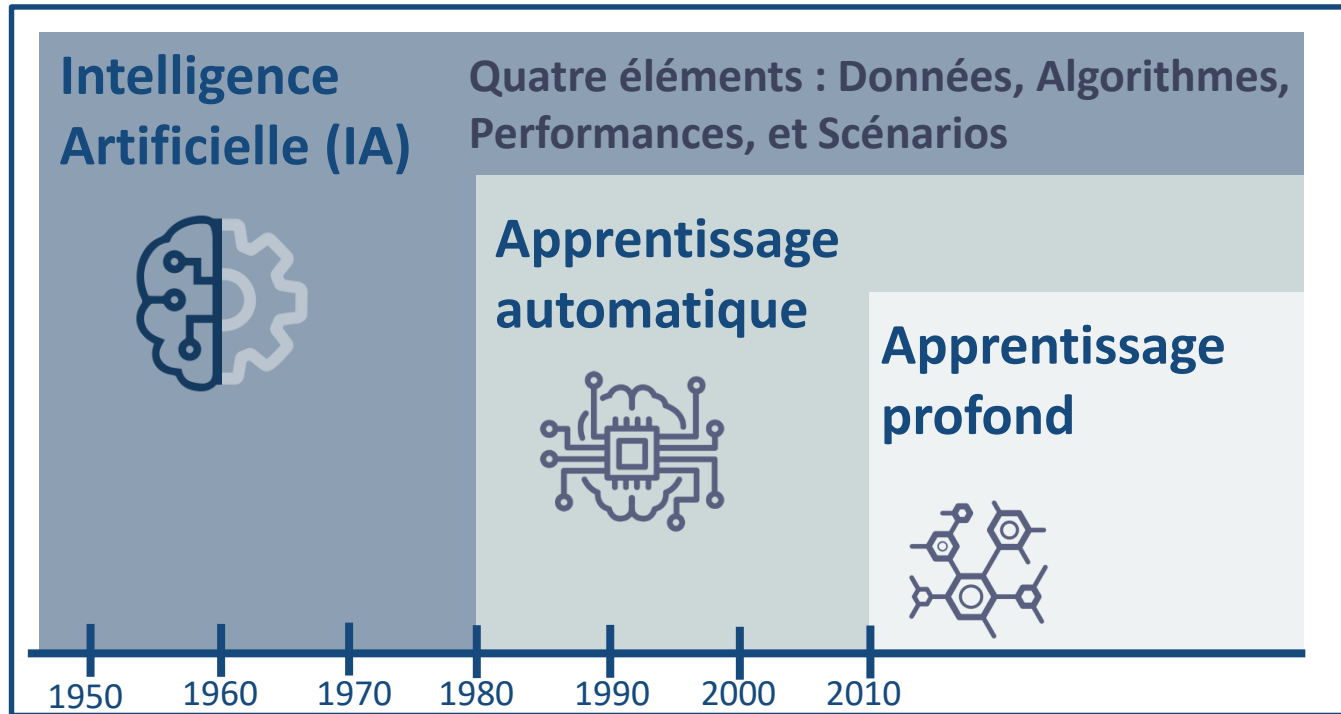 Intelligence
Artificielle (IA)
Quatre éléments : Données, Algorithmes,
Performances, et Scénarios
Apprentissage
automatique
Apprentissage
profond
1950 1960 1970 1980 1990 2000 2010